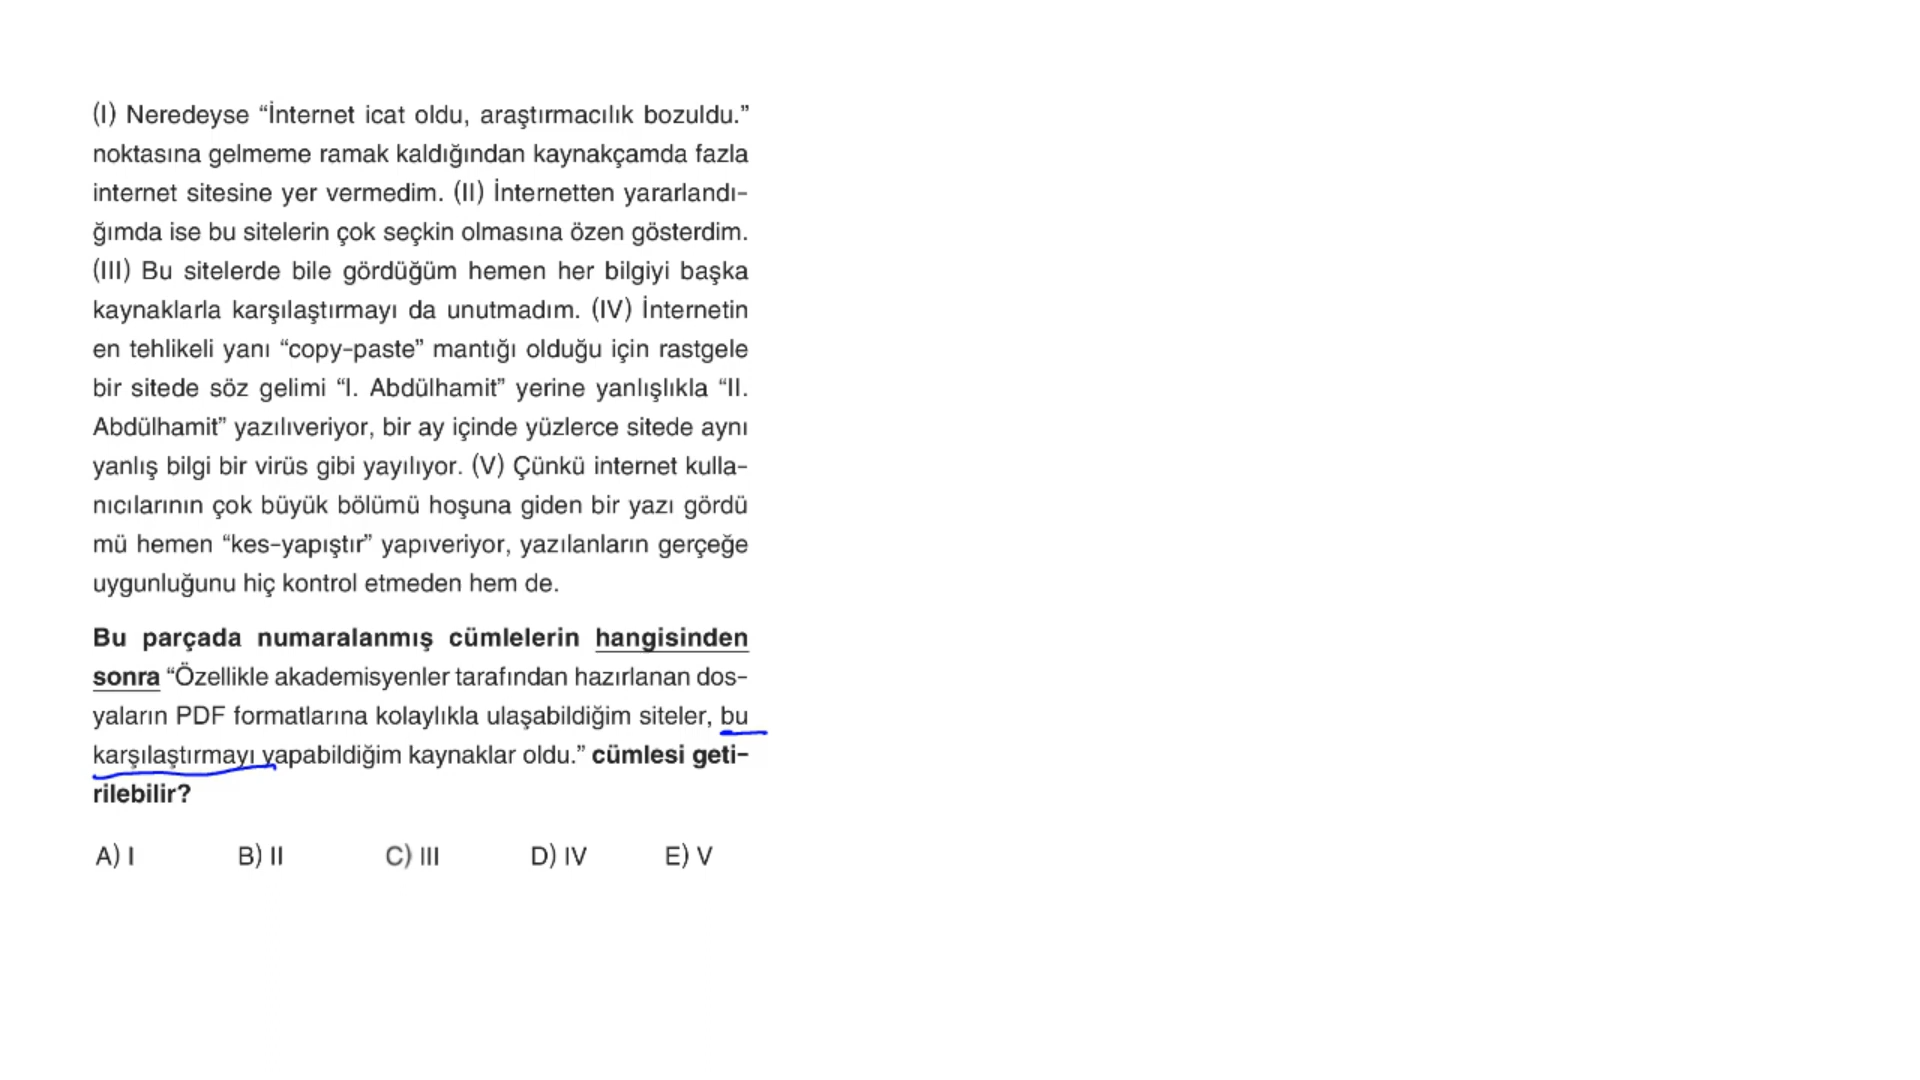 (I) Neredeyse “İnternet icat oldu, araştırmacılık bozuldu.”
noktasına gelmeme ramak kaldığından kaynakçamda fazla
internet sitesine yer vermedim. (II) İnternetten yararlandı-
ğımda ise bu sitelerin çok seçkin olmasına özen gösterdim.
(III) Bu sitelerde bile gördüğüm hemen her bilgiyi başka
kaynaklarla karşılaştırmayı da unutmadım. (IV) İnternetin
en tehlikeli yanı “copy-paste” mantığı olduğu için rastgele
bir sitede söz gelimi “I. Abdülhamit” yerine yanlışlıkla “II.
Abdülhamit” yazılıveriyor, bir ay içinde yüzlerce sitede aynı
yanlış bilgi bir virüs gibi yayılıyor. (V) Çünkü internet kulla-
nıcılarının çok büyük bölümü hoşuna giden bir yazı gördü
mü hemen “kes-yapıştır” yapıveriyor, yazılanların gerçeğe
uygunluğunu hiç kontrol etmeden hem de.
Bu parçada numaralanmış cümlelerin hangisinden
sonra “Özellikle akademisyenler tarafından hazırlanan dos-
yaların PDF formatlarına kolaylıkla ulaşabildiğim siteler, bu
karşılaştırmayı yapabildiğim kaynaklar oldu.” cümlesi geti-
rilebilir?
A) I B) II C) III D) IV E) V